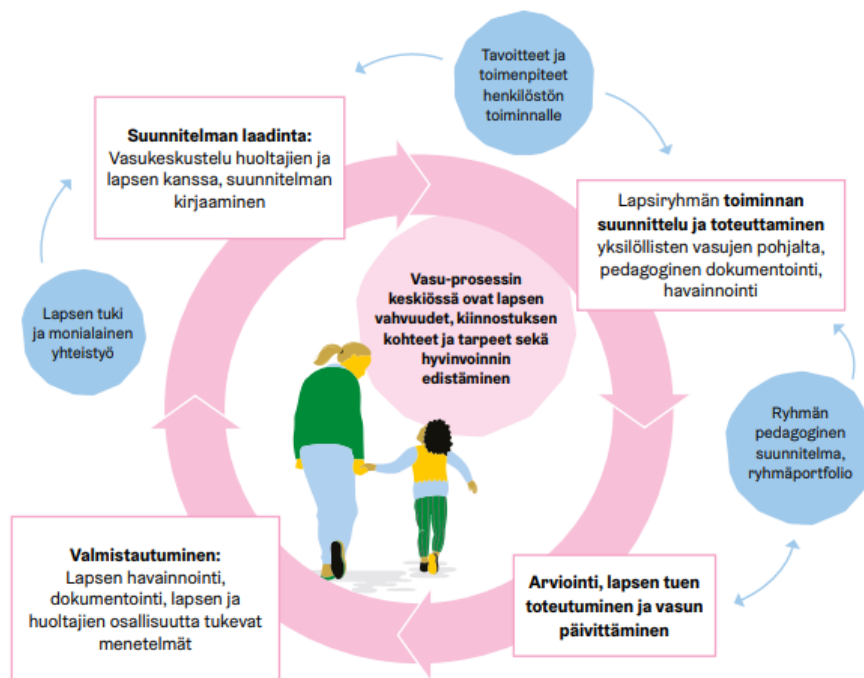 Tavoitteet ja
toimenpiteet
henkilöstön
toiminnalle
Suunnitelman laadinta:
Vasukeskustelu huoltajien ja
lapsen kanssa, suunnitelman
kirjaaminen
Lapsiryhmän toiminnan
suunnittelu ja toteuttaminen
yksilöllisten vasujen pohjalta,
pedagoginen dokumentointi,
havainnointi
Vasu-prosessin
keskiössä ovat lapsen
vahvuudet, kiinnostuksen
kohteet ja tarpeet sekä
hyvinvoinnin
edistäminen
Lapsen tuki
ja monialainen
yhteistyö
Ryhmän
pedagoginen
suunnitelma,
ryhmäportfolio
Valmistautuminen:
Lapsen havainnointi,
dokumentointi, lapsen ja
huoltajien osallisuutta tukevat
menetelmät
Arviointi, lapsen tuen
toteutuminen ja vasun
päivittäminen